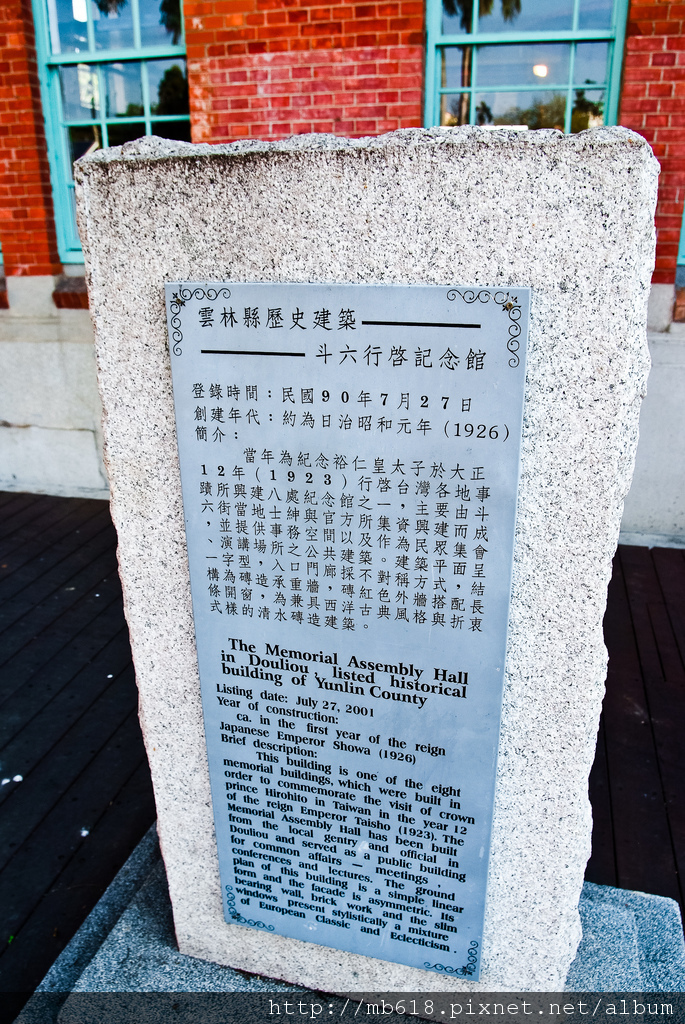 雲林縣歷史建築
斗六行啓記念館
登錄時間：民國90年7月27日
創建年代：約為日治昭和元年(1926)
簡介：
當年為紀念裕仁皇太子於大正
12年(1923)行啓台灣各地事
蹟所興建八處紀念館之一，主要由斗
六街當地士紳與官方所集資興建而成
，並提供事務空間以及作為民眾集會
、演講場所之公共建築。建築平面呈
一字型，入口門廊採不對稱方式，結
構為磚造承重牆，磚紅色外牆搭配長
條開窗，兼具西洋古典風格與折衷
式樣的清水磚造建築。
The Memorial Assembly Hall
in Douliou , listed historical
building of Yunlin County
Listing date: July 27, 2001
Year of construction:
ca. in the first year of the reign
Japanese Emperor Showa (1926)
Brief description:
This building is one of the eight
memorial buildings, which were built in
order to commemorate the visit of crown
prince Hirohito in Taiwan in the year 12
of the reign Emperor Taisho (1923). The
Memorial Assembly Hall has been built
from the local gentry and official in
Douliou and served as a public building
for common affairs — meetings ,
conferences and lectures. The ground
plan of this building is a simple linear
form and the facade is asymmetric. Its
bearing wall, brick work and the slim
windows present stylistically a mixture
of European Classic and Eclecticism .
http://mb618.pixnet.net/album